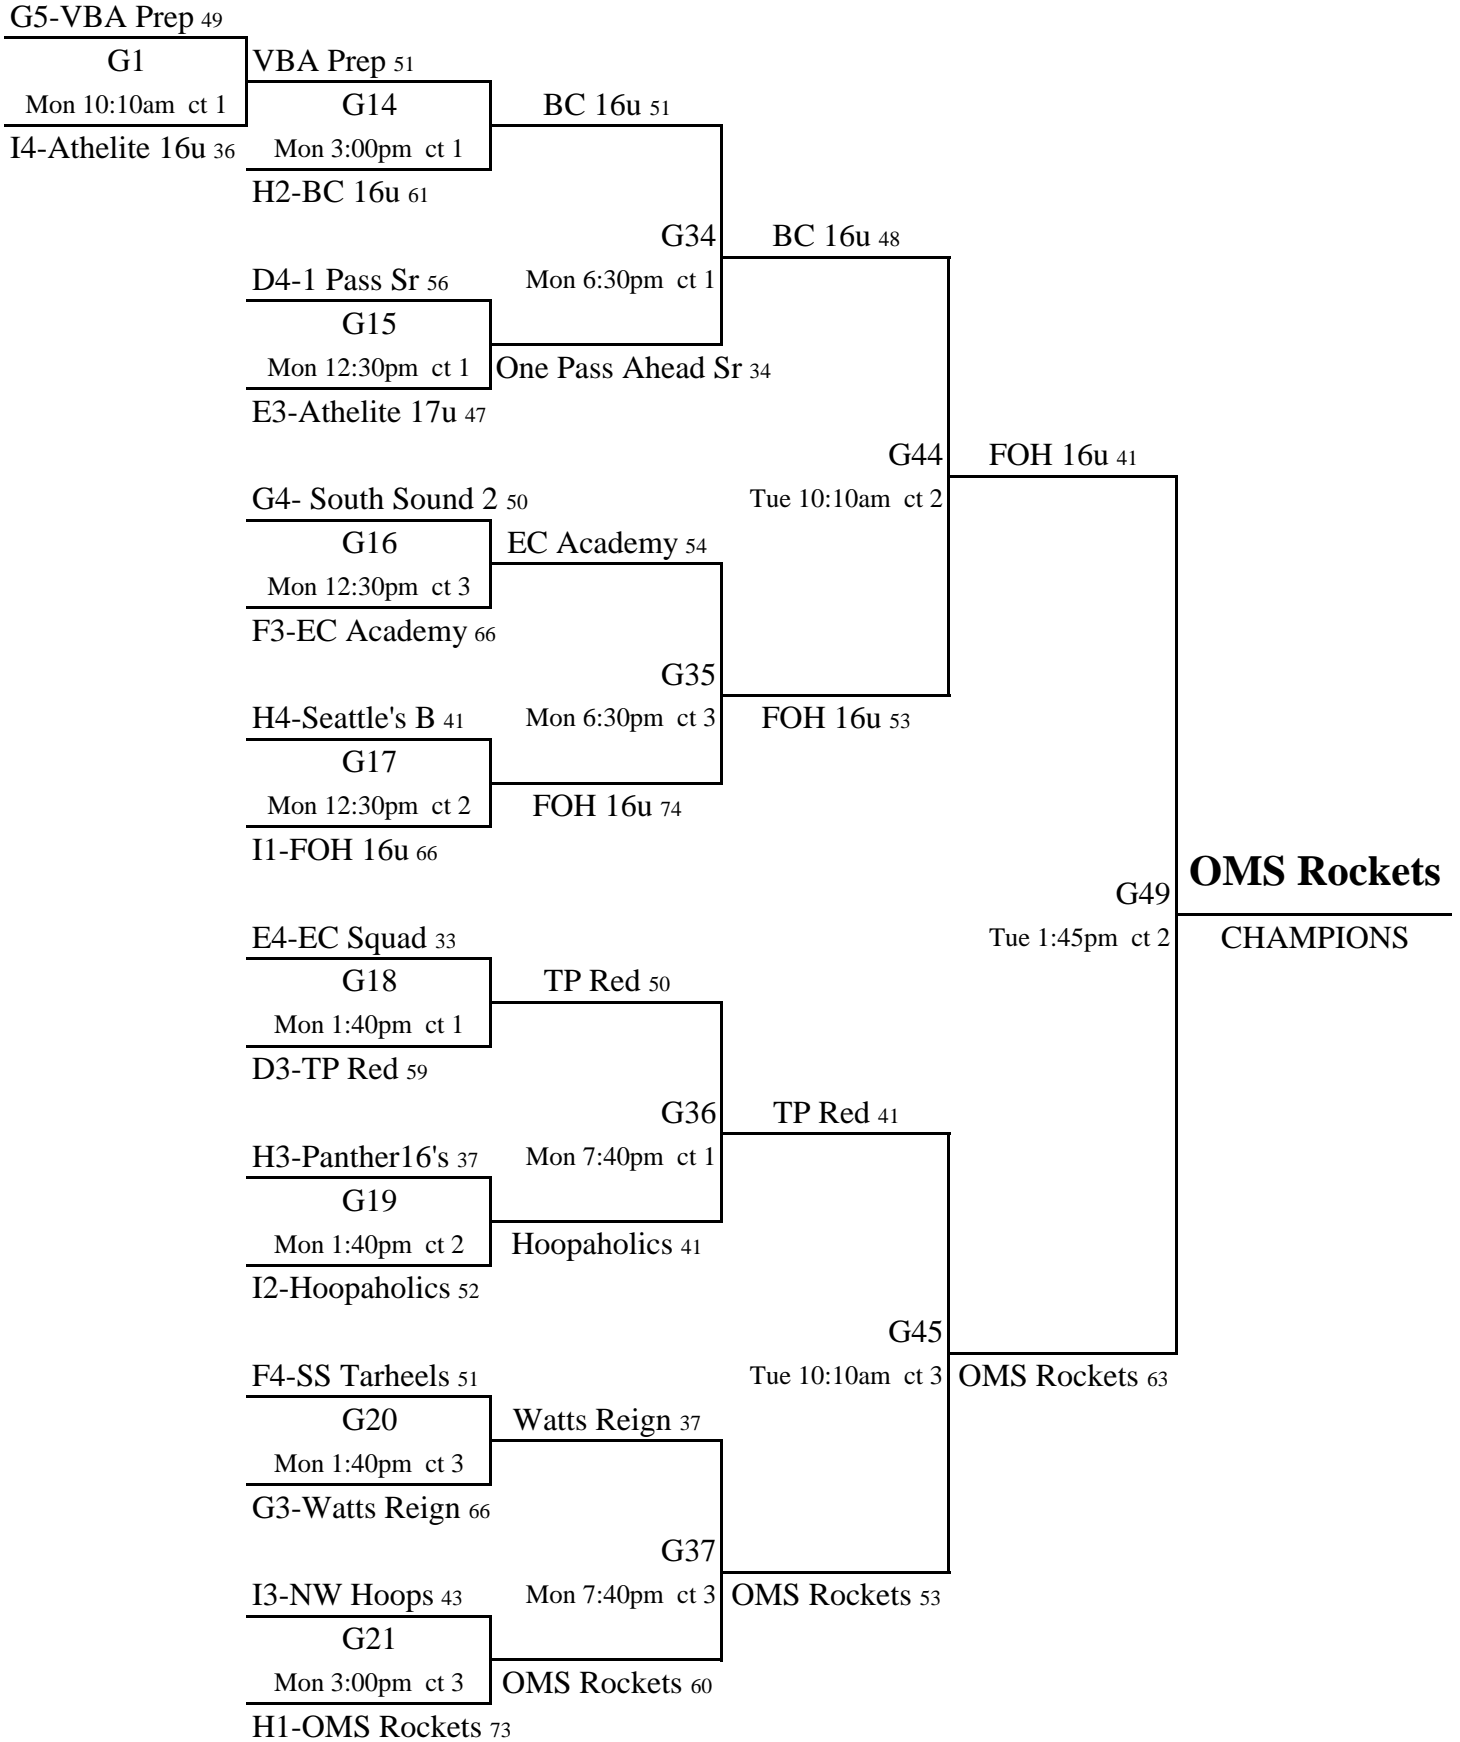 G5-VBA Prep 49
G1
VBA Prep 51
Mon 10:10am ct 1
G14
BC 16u 51
I4-Athelite 16u 36
Mon 3:00pm ct 1
H2-BC 16u 61
G34
BC 16u 48
D4-1 Pass Sr 56
Mon 6:30pm ct 1
G15
Mon 12:30pm ct 1
One Pass Ahead Sr 34
E3-Athelite 17u 47
G44
FOH 16u 41
G4- South Sound 2 50
Tue 10:10am ct 2
G16
EC Academy 54
Mon 12:30pm ct 3
F3-EC Academy 66
G35
H4-Seattle's B 41
Mon 6:30pm ct 3
FOH 16u 53
G17
Mon 12:30pm ct 2
FOH 16u 74
I1-FOH 16u 66
OMS Rockets
G49
E4-EC Squad 33
Tue 1:45pm ct 2
CHAMPIONS
G18
TP Red 50
Mon 1:40pm ct 1
D3-TP Red 59
G36
TP Red 41
H3-Panther16's 37
Mon 7:40pm ct 1
G19
Mon 1:40pm ct 2
Hoopaholics 41
I2-Hoopaholics 52
G45
F4-SS Tarheels 51
Tue 10:10am ct 3
OMS Rockets 63
G20
Watts Reign 37
Mon 1:40pm ct 3
G3-Watts Reign 66
G37
I3-NW Hoops 43
Mon 7:40pm ct 3
OMS Rockets 53
G21
Mon 3:00pm ct 3
OMS Rockets 60
H1-OMS Rockets 73